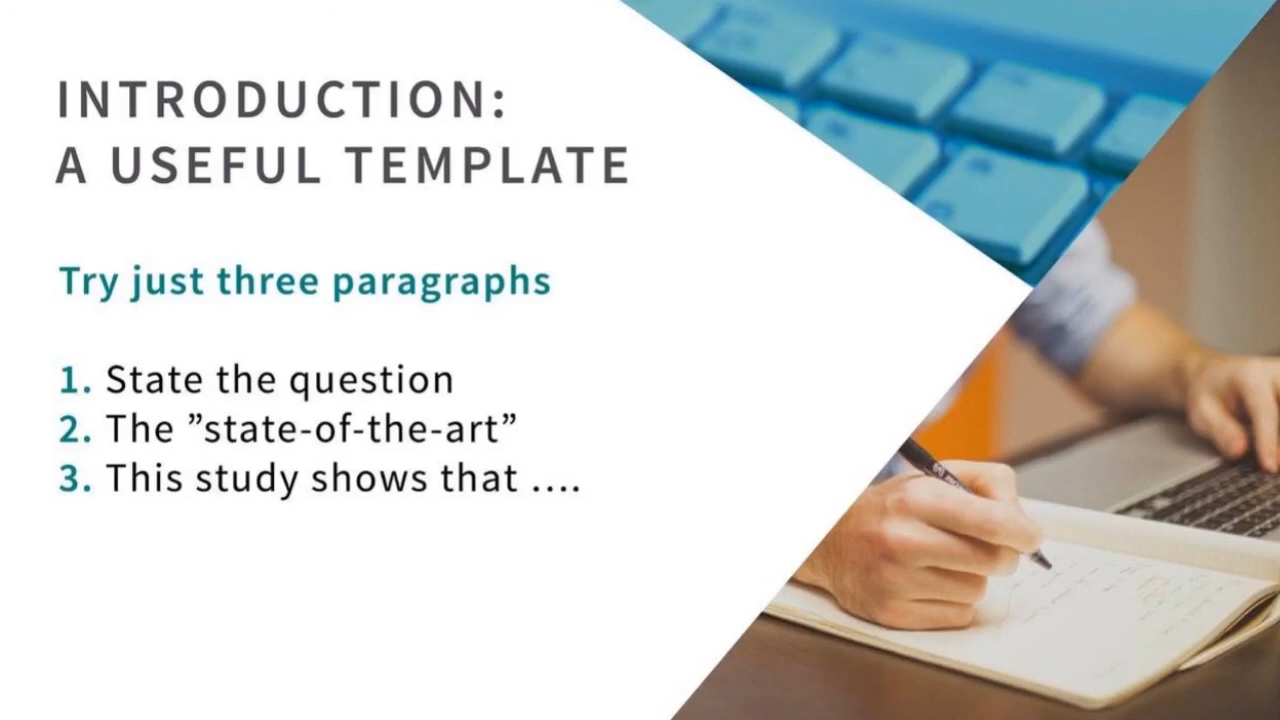 INTRODUCTION:
A USEFUL TEMPLATE
Try just three paragraphs
1. State the question
2. The ”state-of-the-art”
3. This study shows that ....